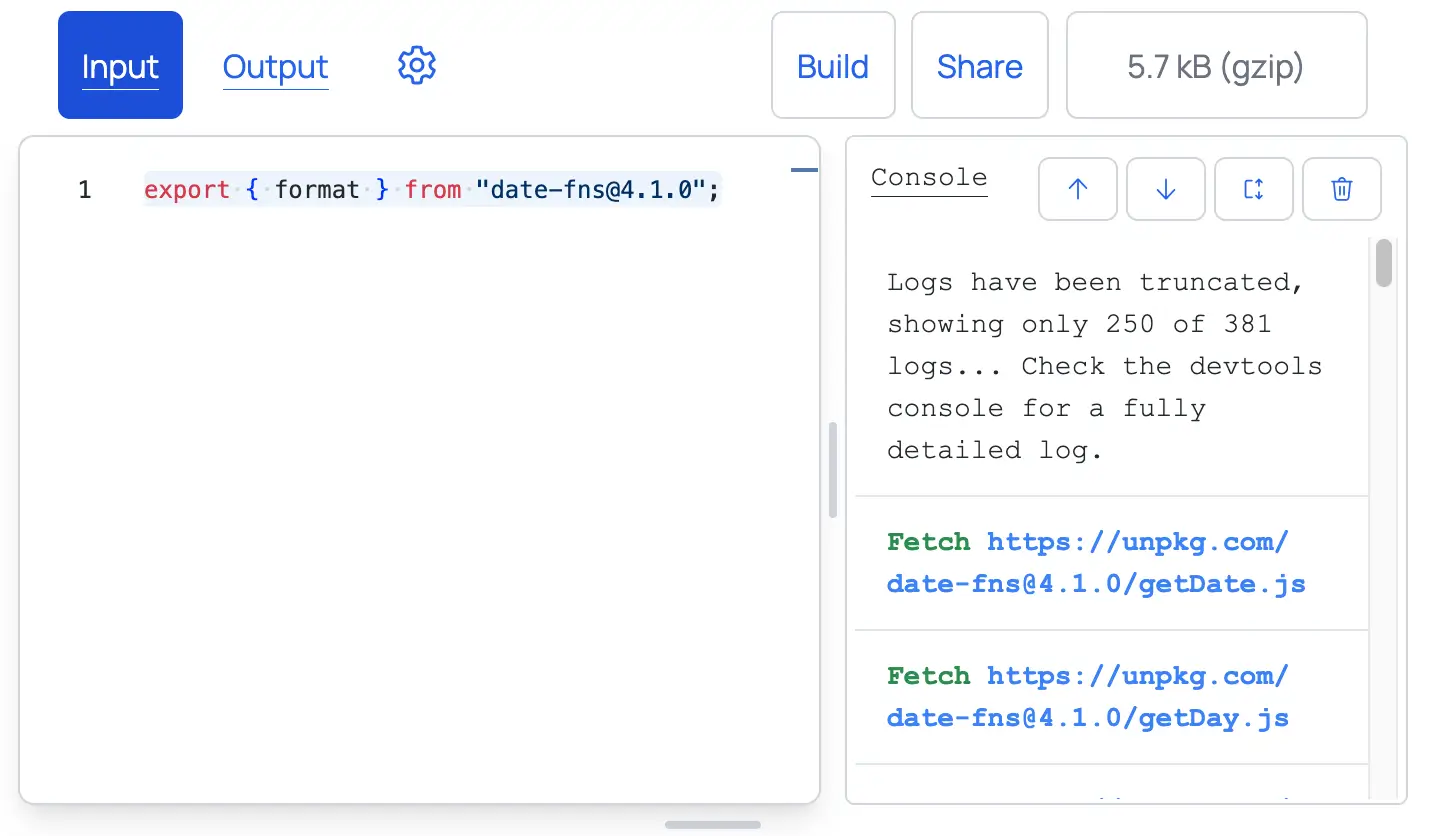 Input Output Build Share 5.7 kB (gzip)
1 export { format } from "date-fns@4.1.0";
Console
Logs have been truncated,
showing only 250 of 381
logs... Check the devtools
console for a fully
detailed log.
Fetch https://unpkg.com/
date-fns@4.1.0/getDate.js
Fetch https://unpkg.com/
date-fns@4.1.0/getDay.js